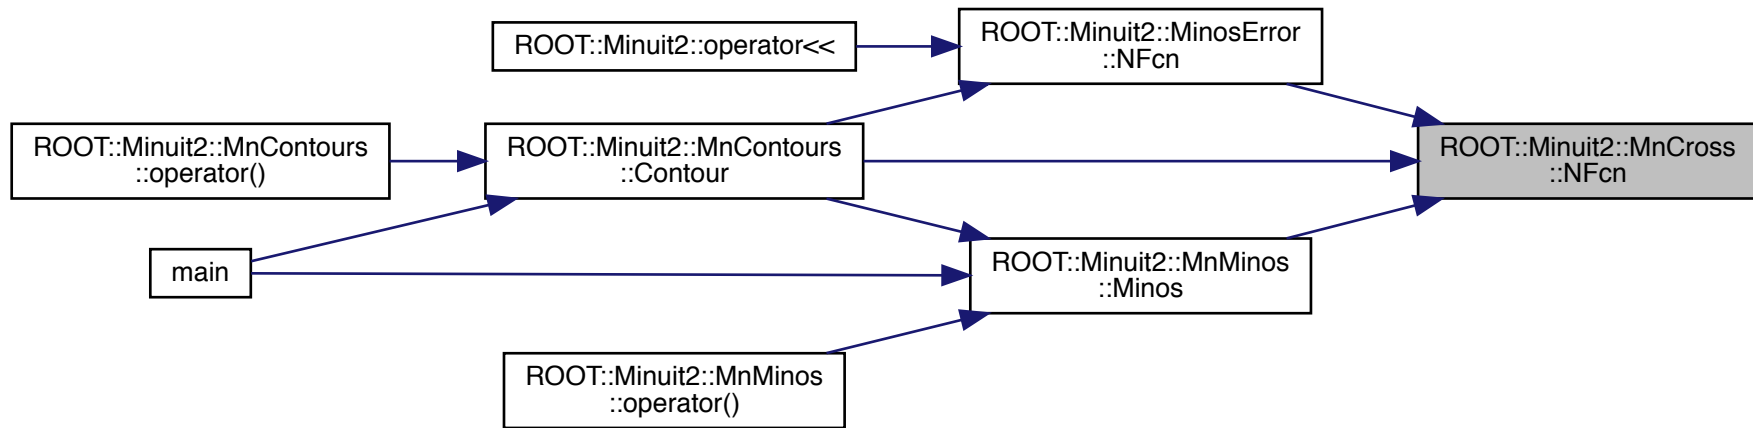 ROOT::Minuit2::MinosError
::NFcn
ROOT::Minuit2::operator<<
ROOT::Minuit2::MnContours
::operator()
ROOT::Minuit2::MnContours
::Contour
ROOT::Minuit2::MnCross
::NFcn
main
ROOT::Minuit2::MnMinos
::Minos
ROOT::Minuit2::MnMinos
::operator()